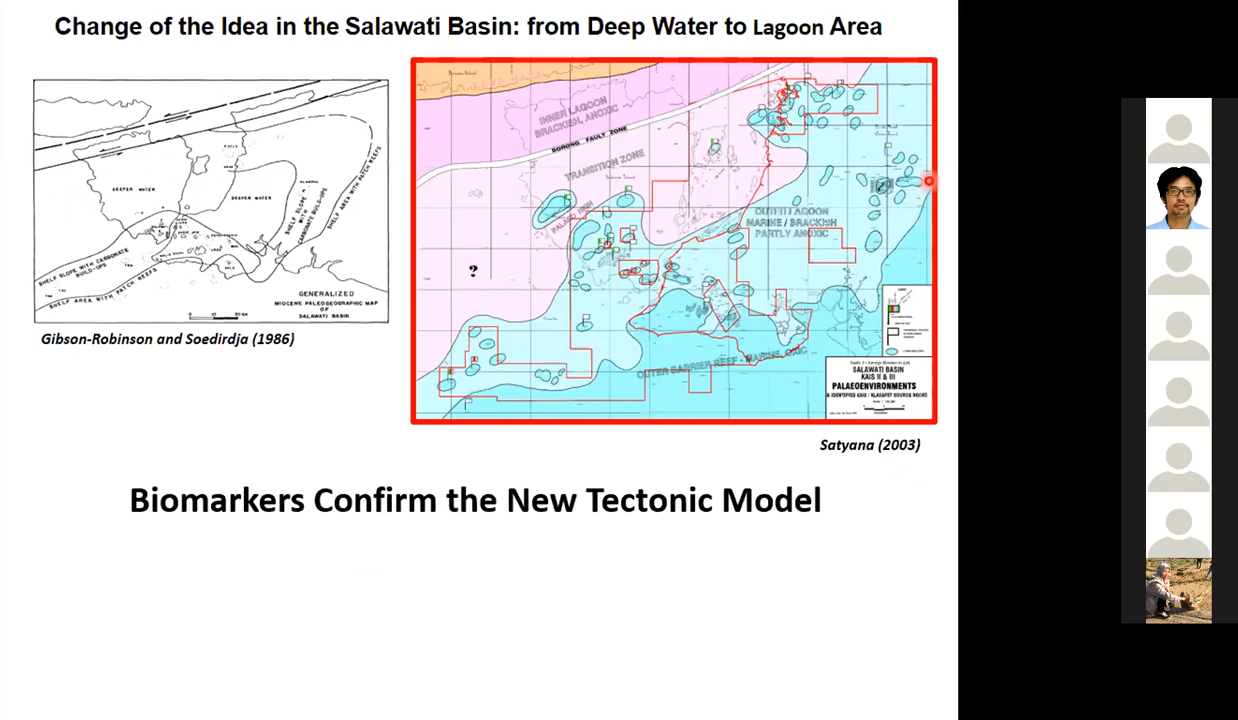 Change of the Idea in the Salawati Basin: from Deep Water to Lagoon Area
DEEPER WATER
DEEPER WATER
SHELF SLOPE WITH CARBONATE BUILD-UPS
SHELF AREA WITH PATCH REEFS
SHELF SLOPE WITH CARBONATE BUILD-UPS
SHELF AREA WITH PATCH REEFS
GENERALIZED
MIOCENE PALEOGEOGRAPHIC MAP
OF
SALAWATI BASIN
Gibson-Robinson and Soedirdja (1986)
INNER LAGOON
BRACKISH, ANOXIC
SORONG FAULT ZONE
TRANSITION ZONE
?
OUTER LAGOON
MARINE / BRACKISH
PARTLY ANOXIC
OUTER BARRIER REEF - MARINE, OXIC
SALAWATI BASIN
KAIS II & III
PALAEOENVIRONMENTS
& IDENTIFIED KAIS / KLASAFET SOURCE ROCKS
Satyana (2003)
Biomarkers Confirm the New Tectonic Model